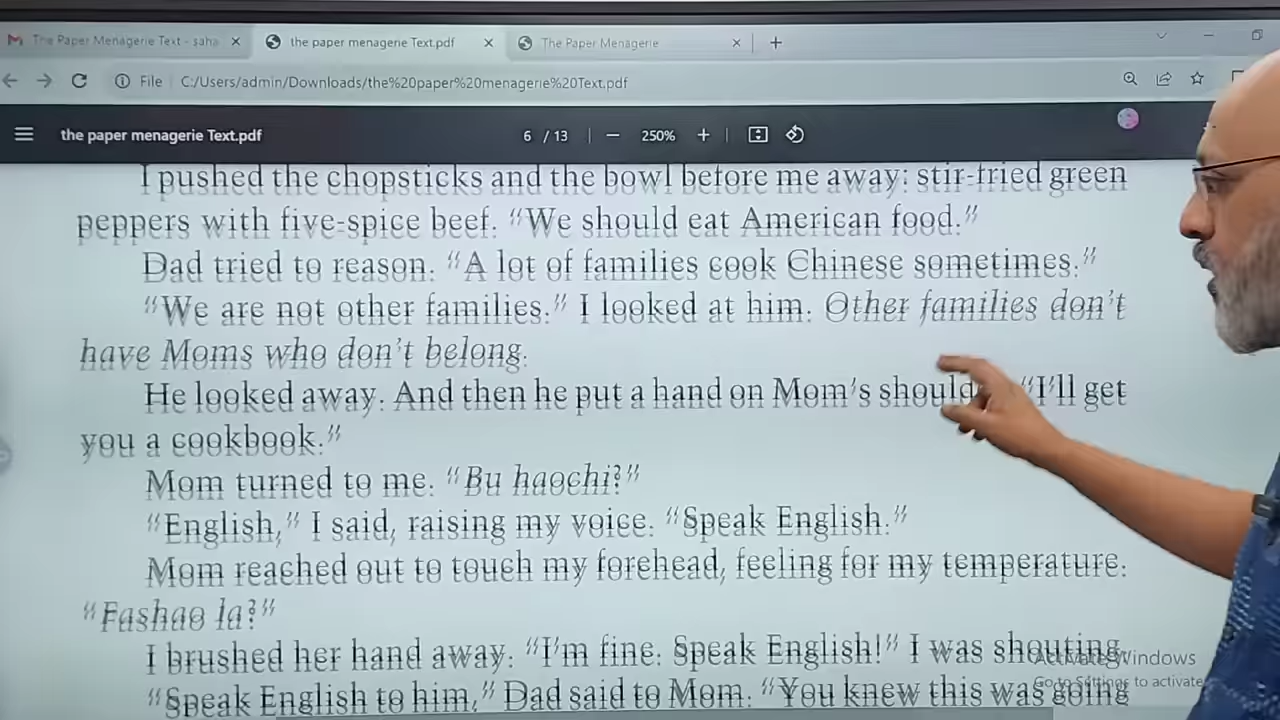 The Paper Menagerie Text - saha
the paper menagerie Text.pdf
The Paper Menagerie
File
C:/Users/admin/Downloads/the%20paper%20menagerie%20Text.pdf
the paper menagerie Text.pdf
6 / 13
250%
I pushed the chopsticks and the bowl before me away: stir-fried green
peppers with five-spice beef. “We should eat American food.”
Dad tried to reason. “A lot of families cook Chinese sometimes.”
“We are not other families.” I looked at him. Other families don’t
have Moms who don’t belong.
He looked away. And then he put a hand on Mom’s should “I’ll get
you a cookbook.”
Mom turned to me. “Bu haochi?”
“English,” I said, raising my voice. “Speak English.”
Mom reached out to touch my forehead, feeling for my temperature.
“Fashao la?”
I brushed her hand away. “I’m fine. Speak English!” I was shouting.
“Speak English to him,” Dad said to Mom. “You knew this was going
Activate Windows
Go to Settings to activate